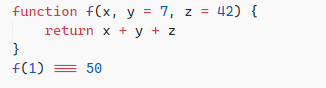 function f(x, y = 7, z = 42) {
    return x + y + z
}
f(1) === 50